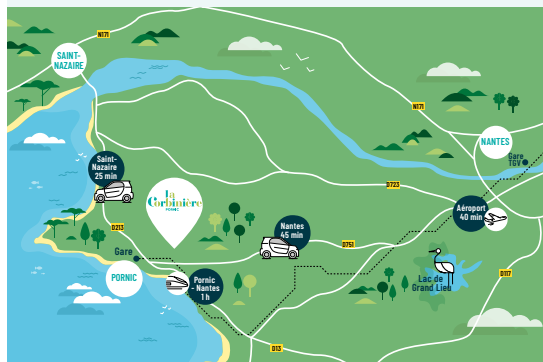 N171
SAINT-
NAZAIRE
N171
NANTES
Gare
TGV
Saint-
Nazaire
25 min
D723
la
Corbinière
PORNIC
Aéroport
40 min
D213
Nantes
45 min
D751
Gare
PORNIC
Pornic
- Nantes
1 h
Lac de
Grand Lieu
D117
D13